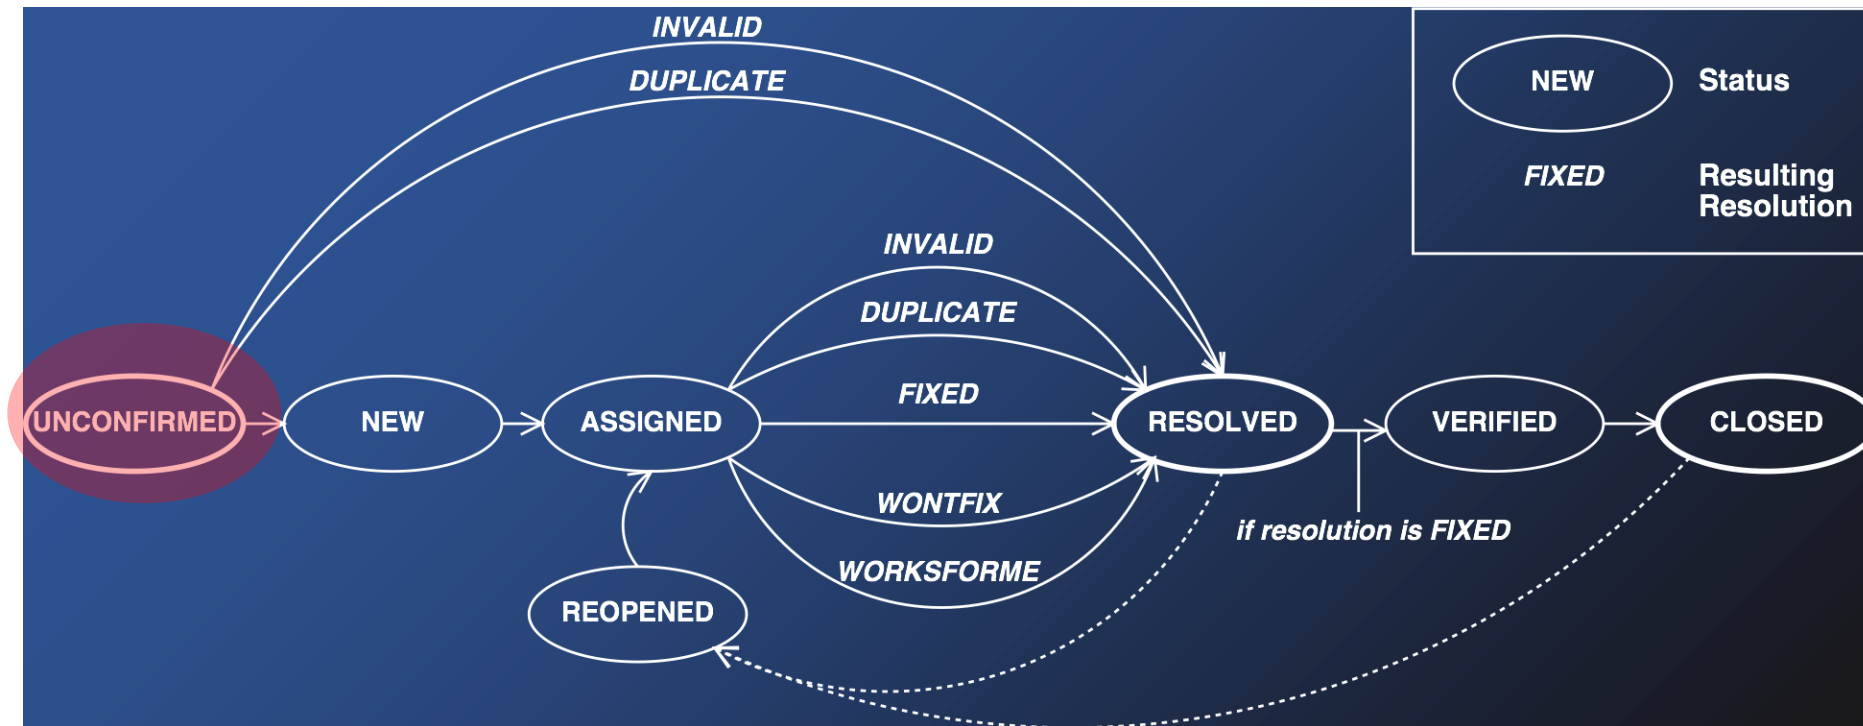 INVALID
DUPLICATE
NEW
Status
FIXED
Resulting
Resolution
INVALID
DUPLICATE
FIXED
UNCONFIRMED
NEW
ASSIGNED
RESOLVED
VERIFIED
CLOSED
WONTFIX
if resolution is FIXED
WORKSFORME
REOPENED